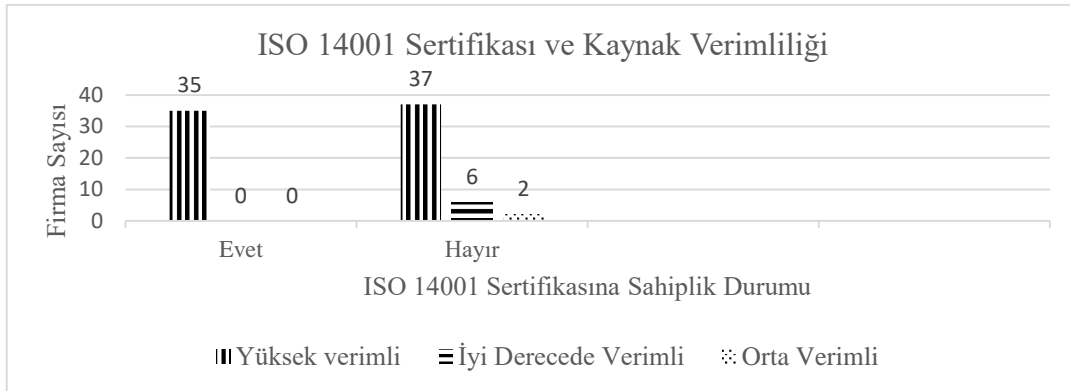 ISO 14001 Sertifikası ve Kaynak Verimliliği
Firma Sayısı
40
30
20
10
0
35
0
0
37
6
2
Evet
Hayır
ISO 14001 Sertifikasına Sahiplik Durumu
Yüksek verimli
İyi Derecede Verimli
Orta Verimli